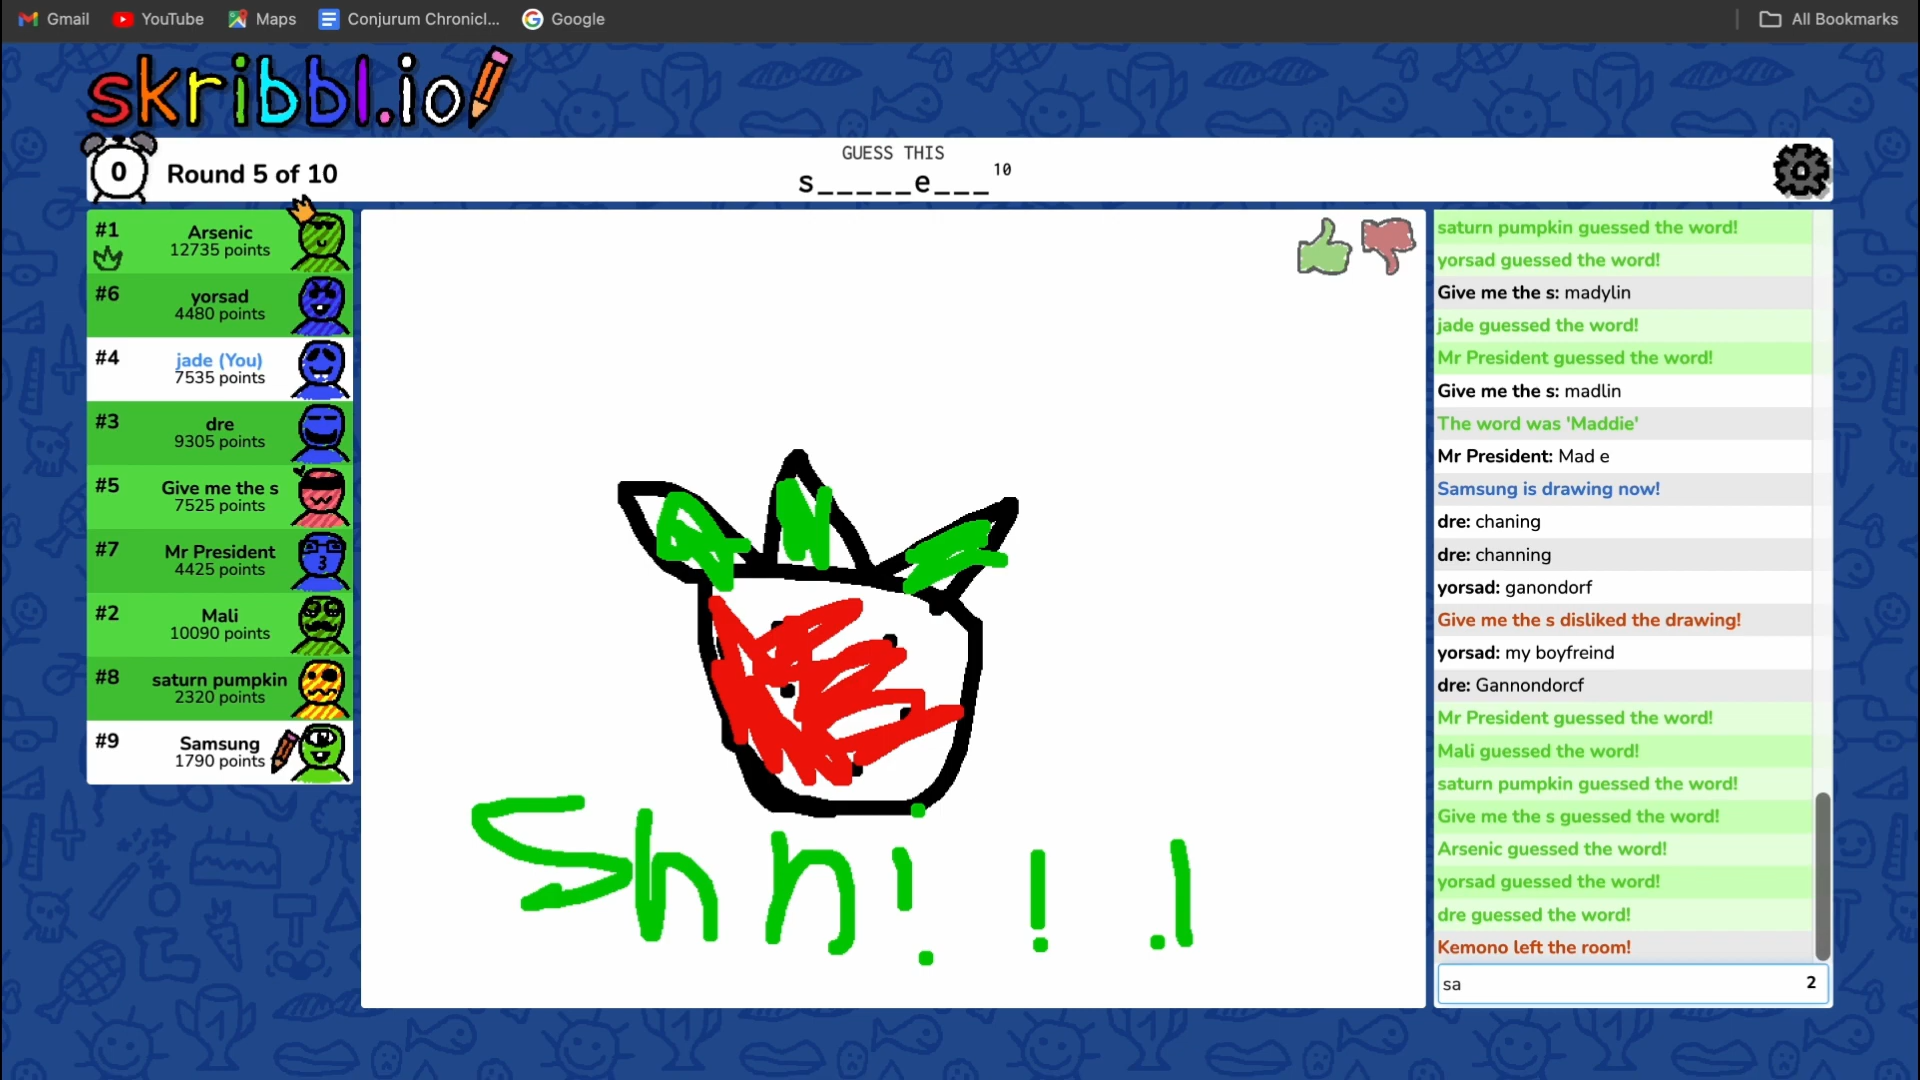 Gmail YouTube Maps Conjurum Chronicl... Google All Bookmarks
skribbl.io
0 Round 5 of 10
GUESS THIS
s_____e___ 10
#1 Arsenic
12735 points
#6 yorsad
4480 points
#4 jade (You)
7535 points
#3 dre
9305 points
#5 Give me the s
7525 points
#7 Mr President
4425 points
#2 Mali
10090 points
#8 saturn pumpkin
2320 points
#9 Samsung
1790 points
saturn pumpkin guessed the word!
yorsad guessed the word!
Give me the s: madylin
jade guessed the word!
Mr President guessed the word!
Give me the s: madlin
The word was 'Maddie'
Mr President: Mad e
Samsung is drawing now!
dre: chaning
dre: channing
yorsad: ganondorf
Give me the s disliked the drawing!
yorsad: my boyfreind
dre: Gannondorcf
Mr President guessed the word!
Mali guessed the word!
saturn pumpkin guessed the word!
Give me the s guessed the word!
Arsenic guessed the word!
yorsad guessed the word!
dre guessed the word!
Kemono left the room!
sa 2